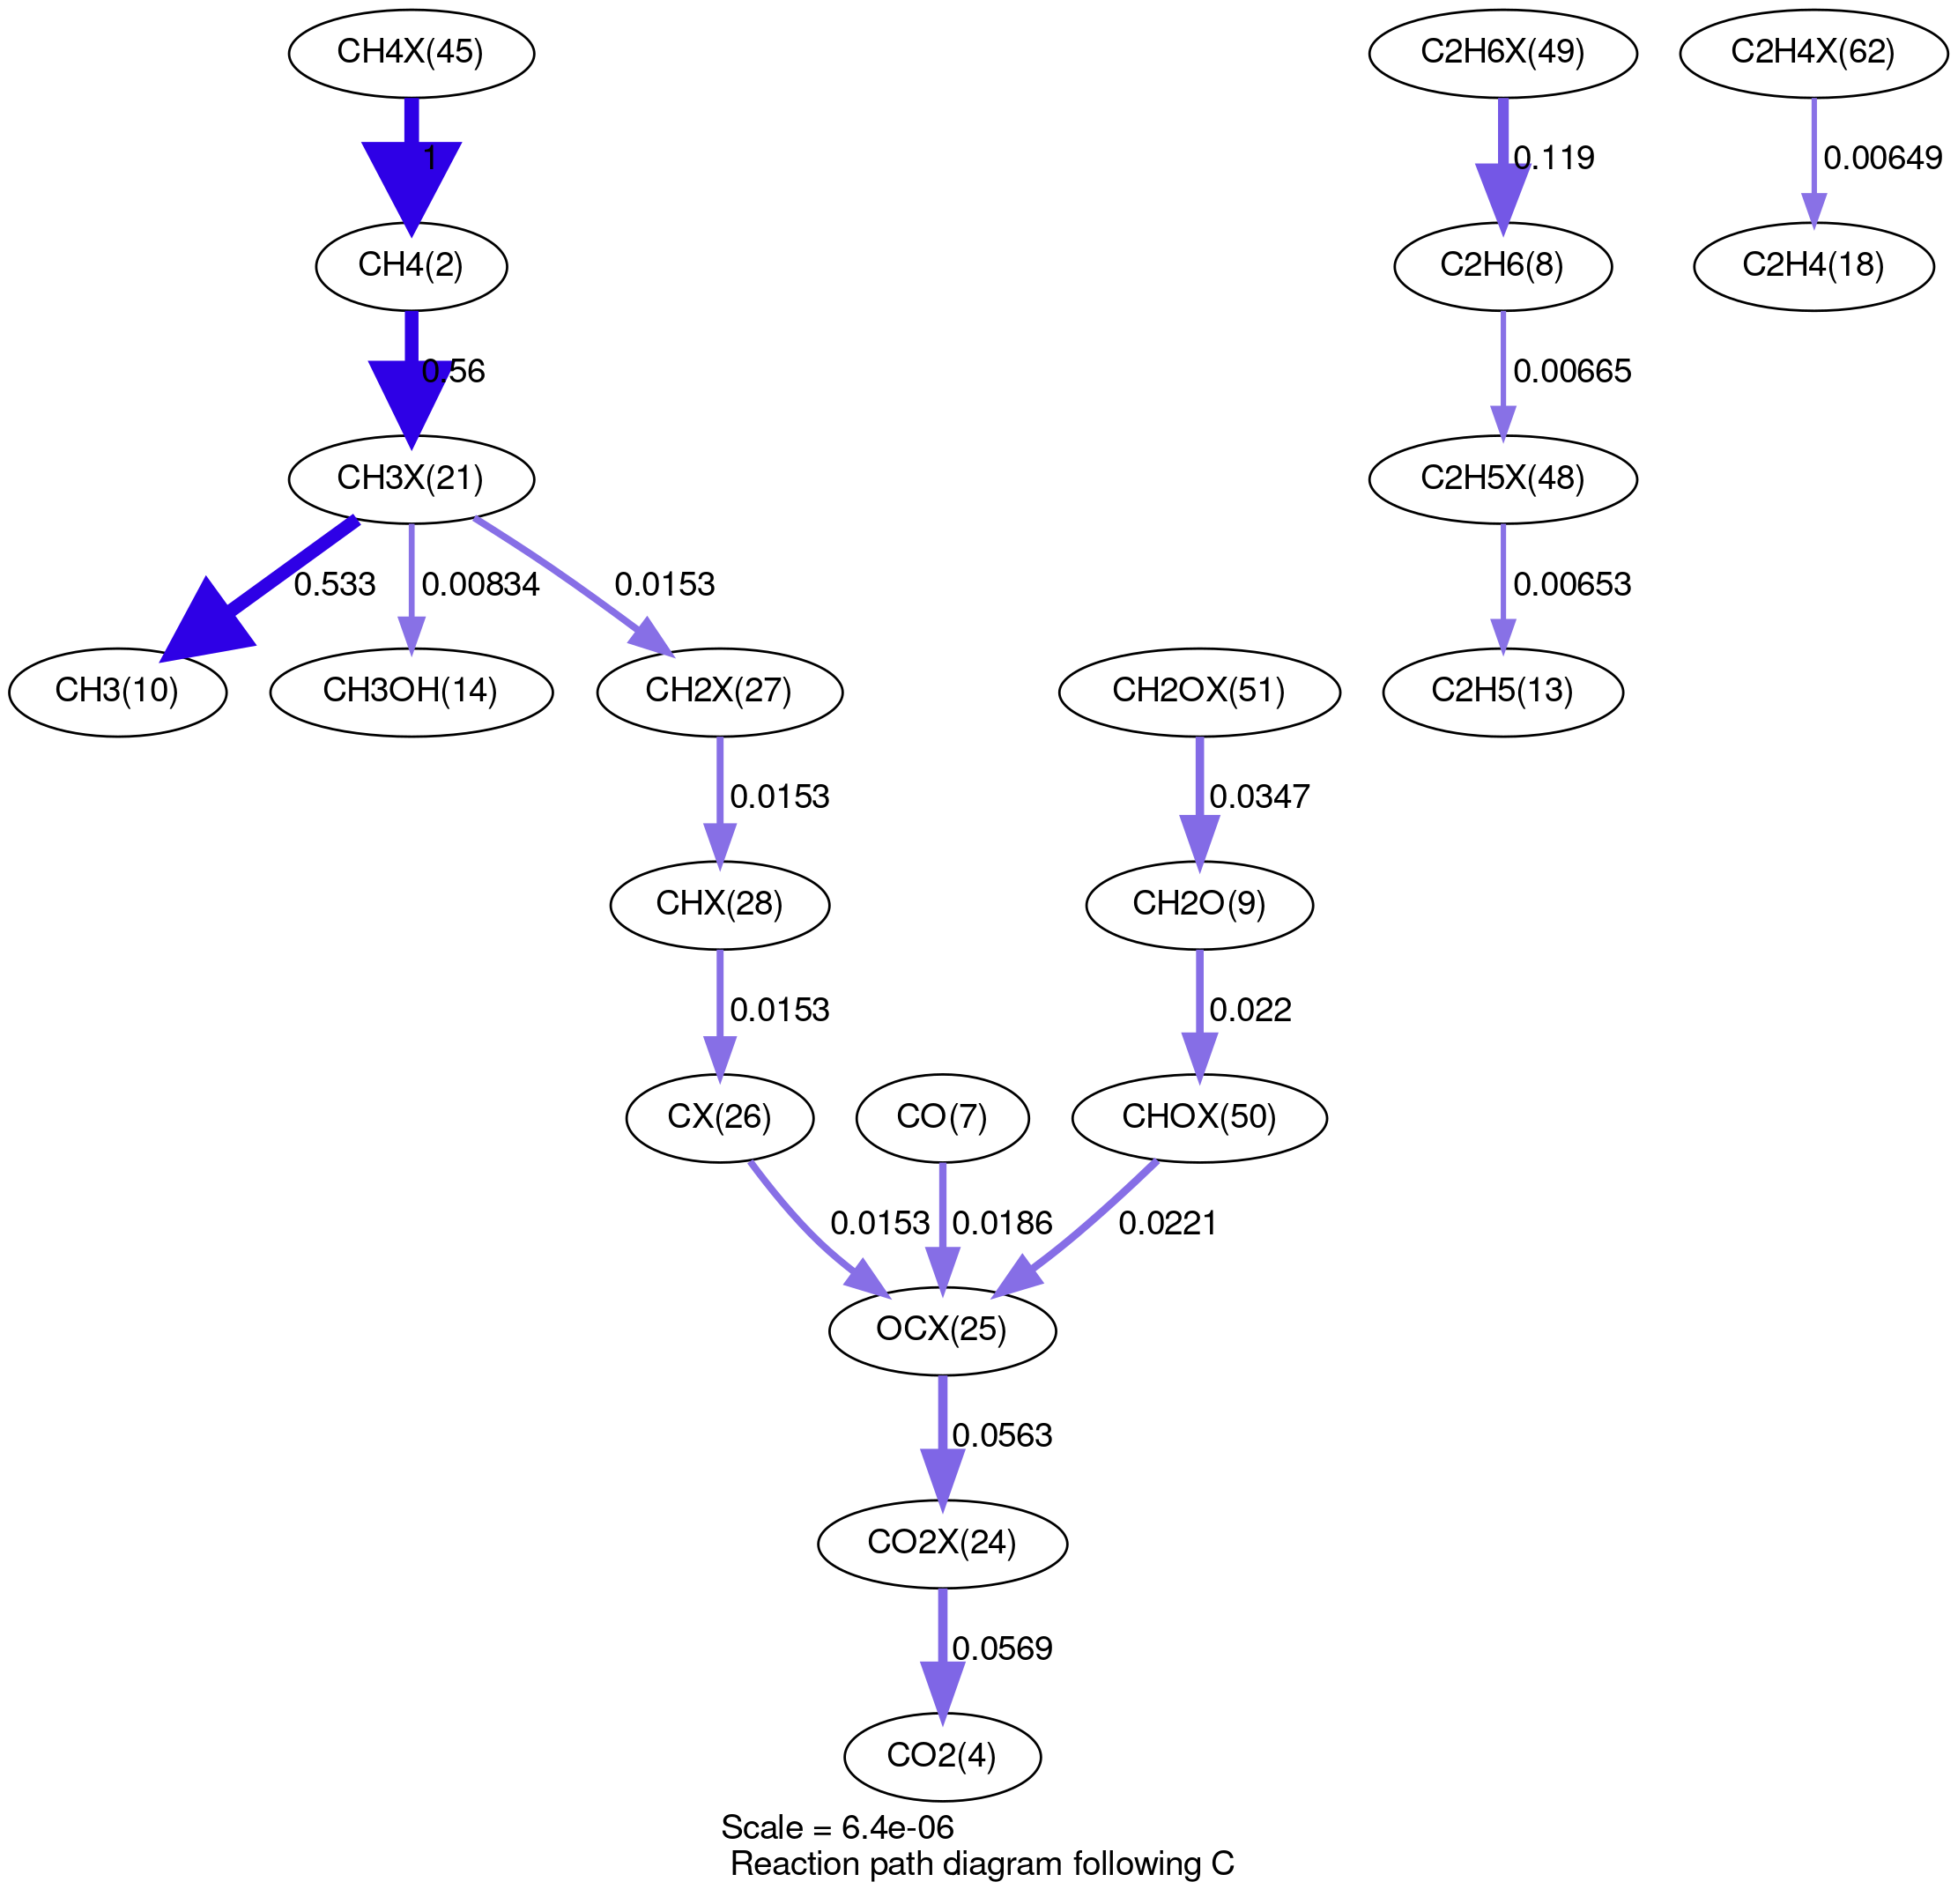 CH4X(45)
C2H6X(49)
C2H4X(62)
1
0.119
0.00649
CH4(2)
C2H6(8)
C2H4(18)
0.56
0.00665
CH3X(21)
C2H5X(48)
0.533
0.00834
0.0153
0.00653
CH3(10)
CH3OH(14)
CH2X(27)
CH2OX(51)
C2H5(13)
0.0153
0.0347
CHX(28)
CH2O(9)
0.0153
0.022
CX(26)
CO(7)
CHOX(50)
0.0153
0.0186
0.0221
OCX(25)
0.0563
CO2X(24)
0.0569
CO2(4)
Scale = 6.4e-06
Reaction path diagram following C